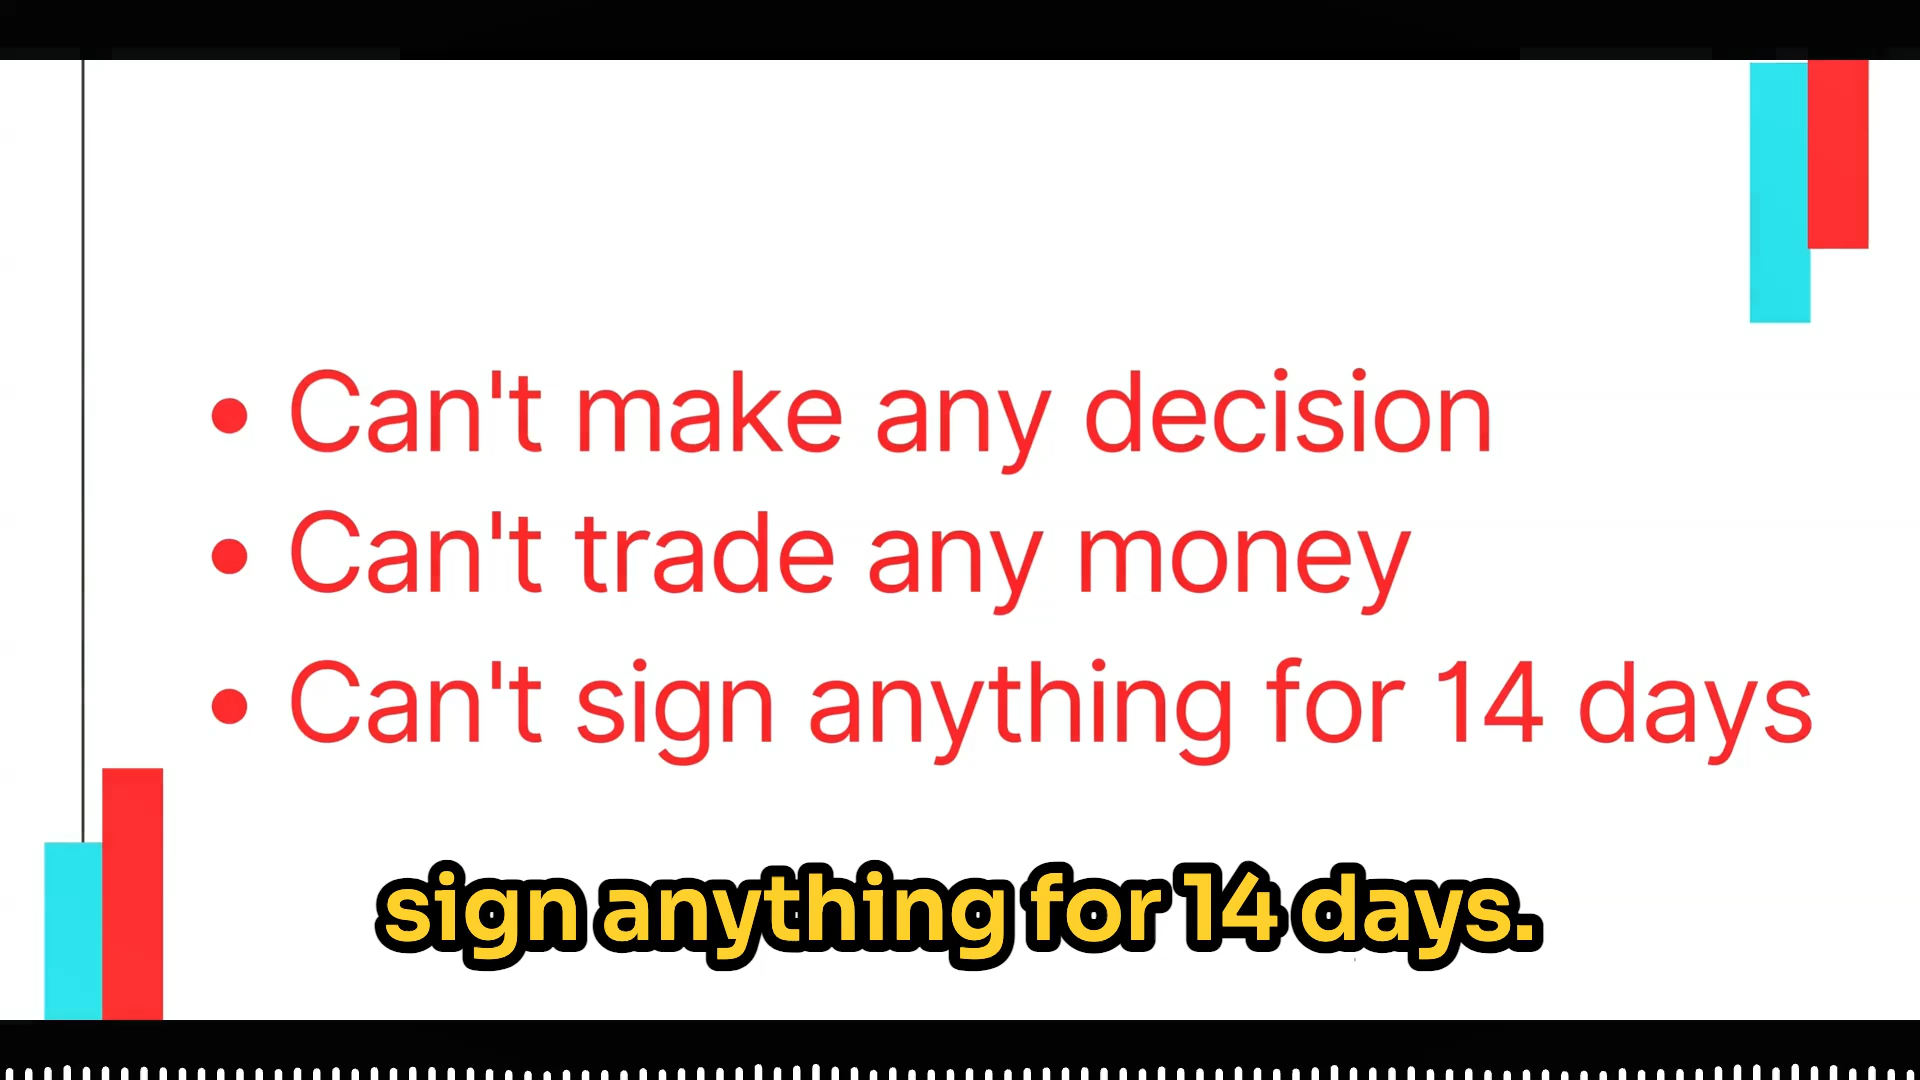 • Can't make any decision
• Can't trade any money
• Can't sign anything for 14 days
sign anything for 14 days.